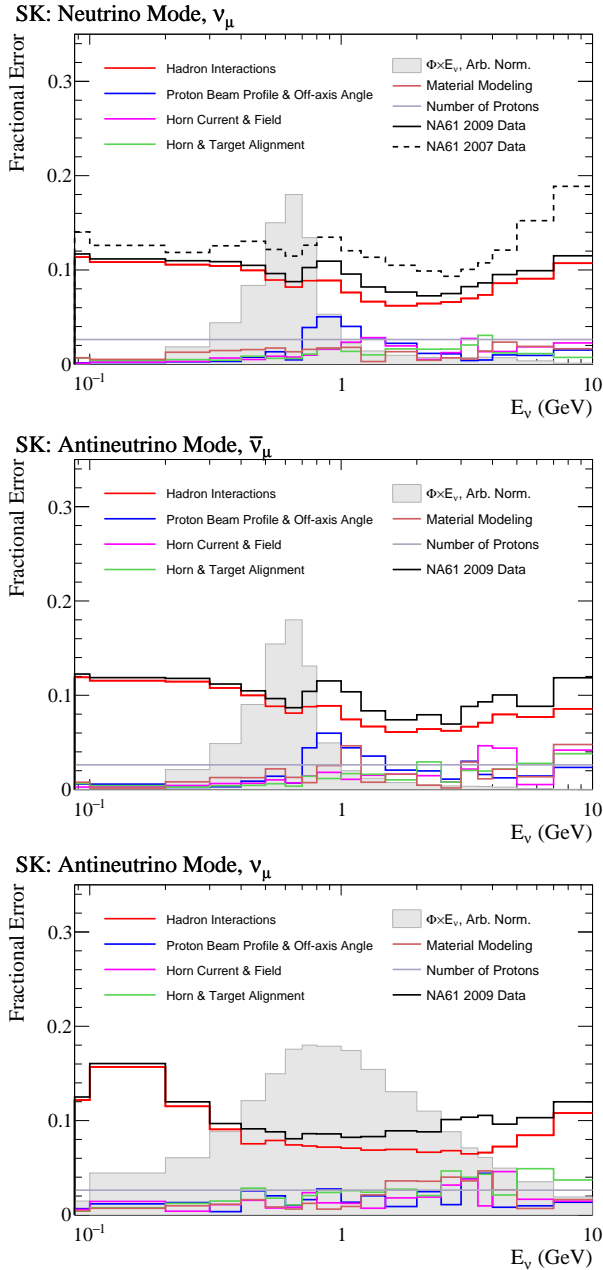 SK: Neutrino Mode, νμ
Fractional Error
0.3
0.2
0.1
0
Hadron Interactions
Proton Beam Profile & Off-axis Angle
Horn Current & Field
Horn & Target Alignment
Φ×Eν, Arb. Norm.
Material Modeling
Number of Protons
NA61 2009 Data
NA61 2007 Data
10⁻¹ 1 10
Eν (GeV)
SK: Antineutrino Mode, ν̅μ
Fractional Error
0.3
0.2
0.1
0
Hadron Interactions
Proton Beam Profile & Off-axis Angle
Horn Current & Field
Horn & Target Alignment
Φ×Eν, Arb. Norm.
Material Modeling
Number of Protons
NA61 2009 Data
10⁻¹ 1 10
Eν (GeV)
SK: Antineutrino Mode, νμ
Fractional Error
0.3
0.2
0.1
0
Hadron Interactions
Proton Beam Profile & Off-axis Angle
Horn Current & Field
Horn & Target Alignment
Φ×Eν, Arb. Norm.
Material Modeling
Number of Protons
NA61 2009 Data
10⁻¹ 1 10
Eν (GeV)